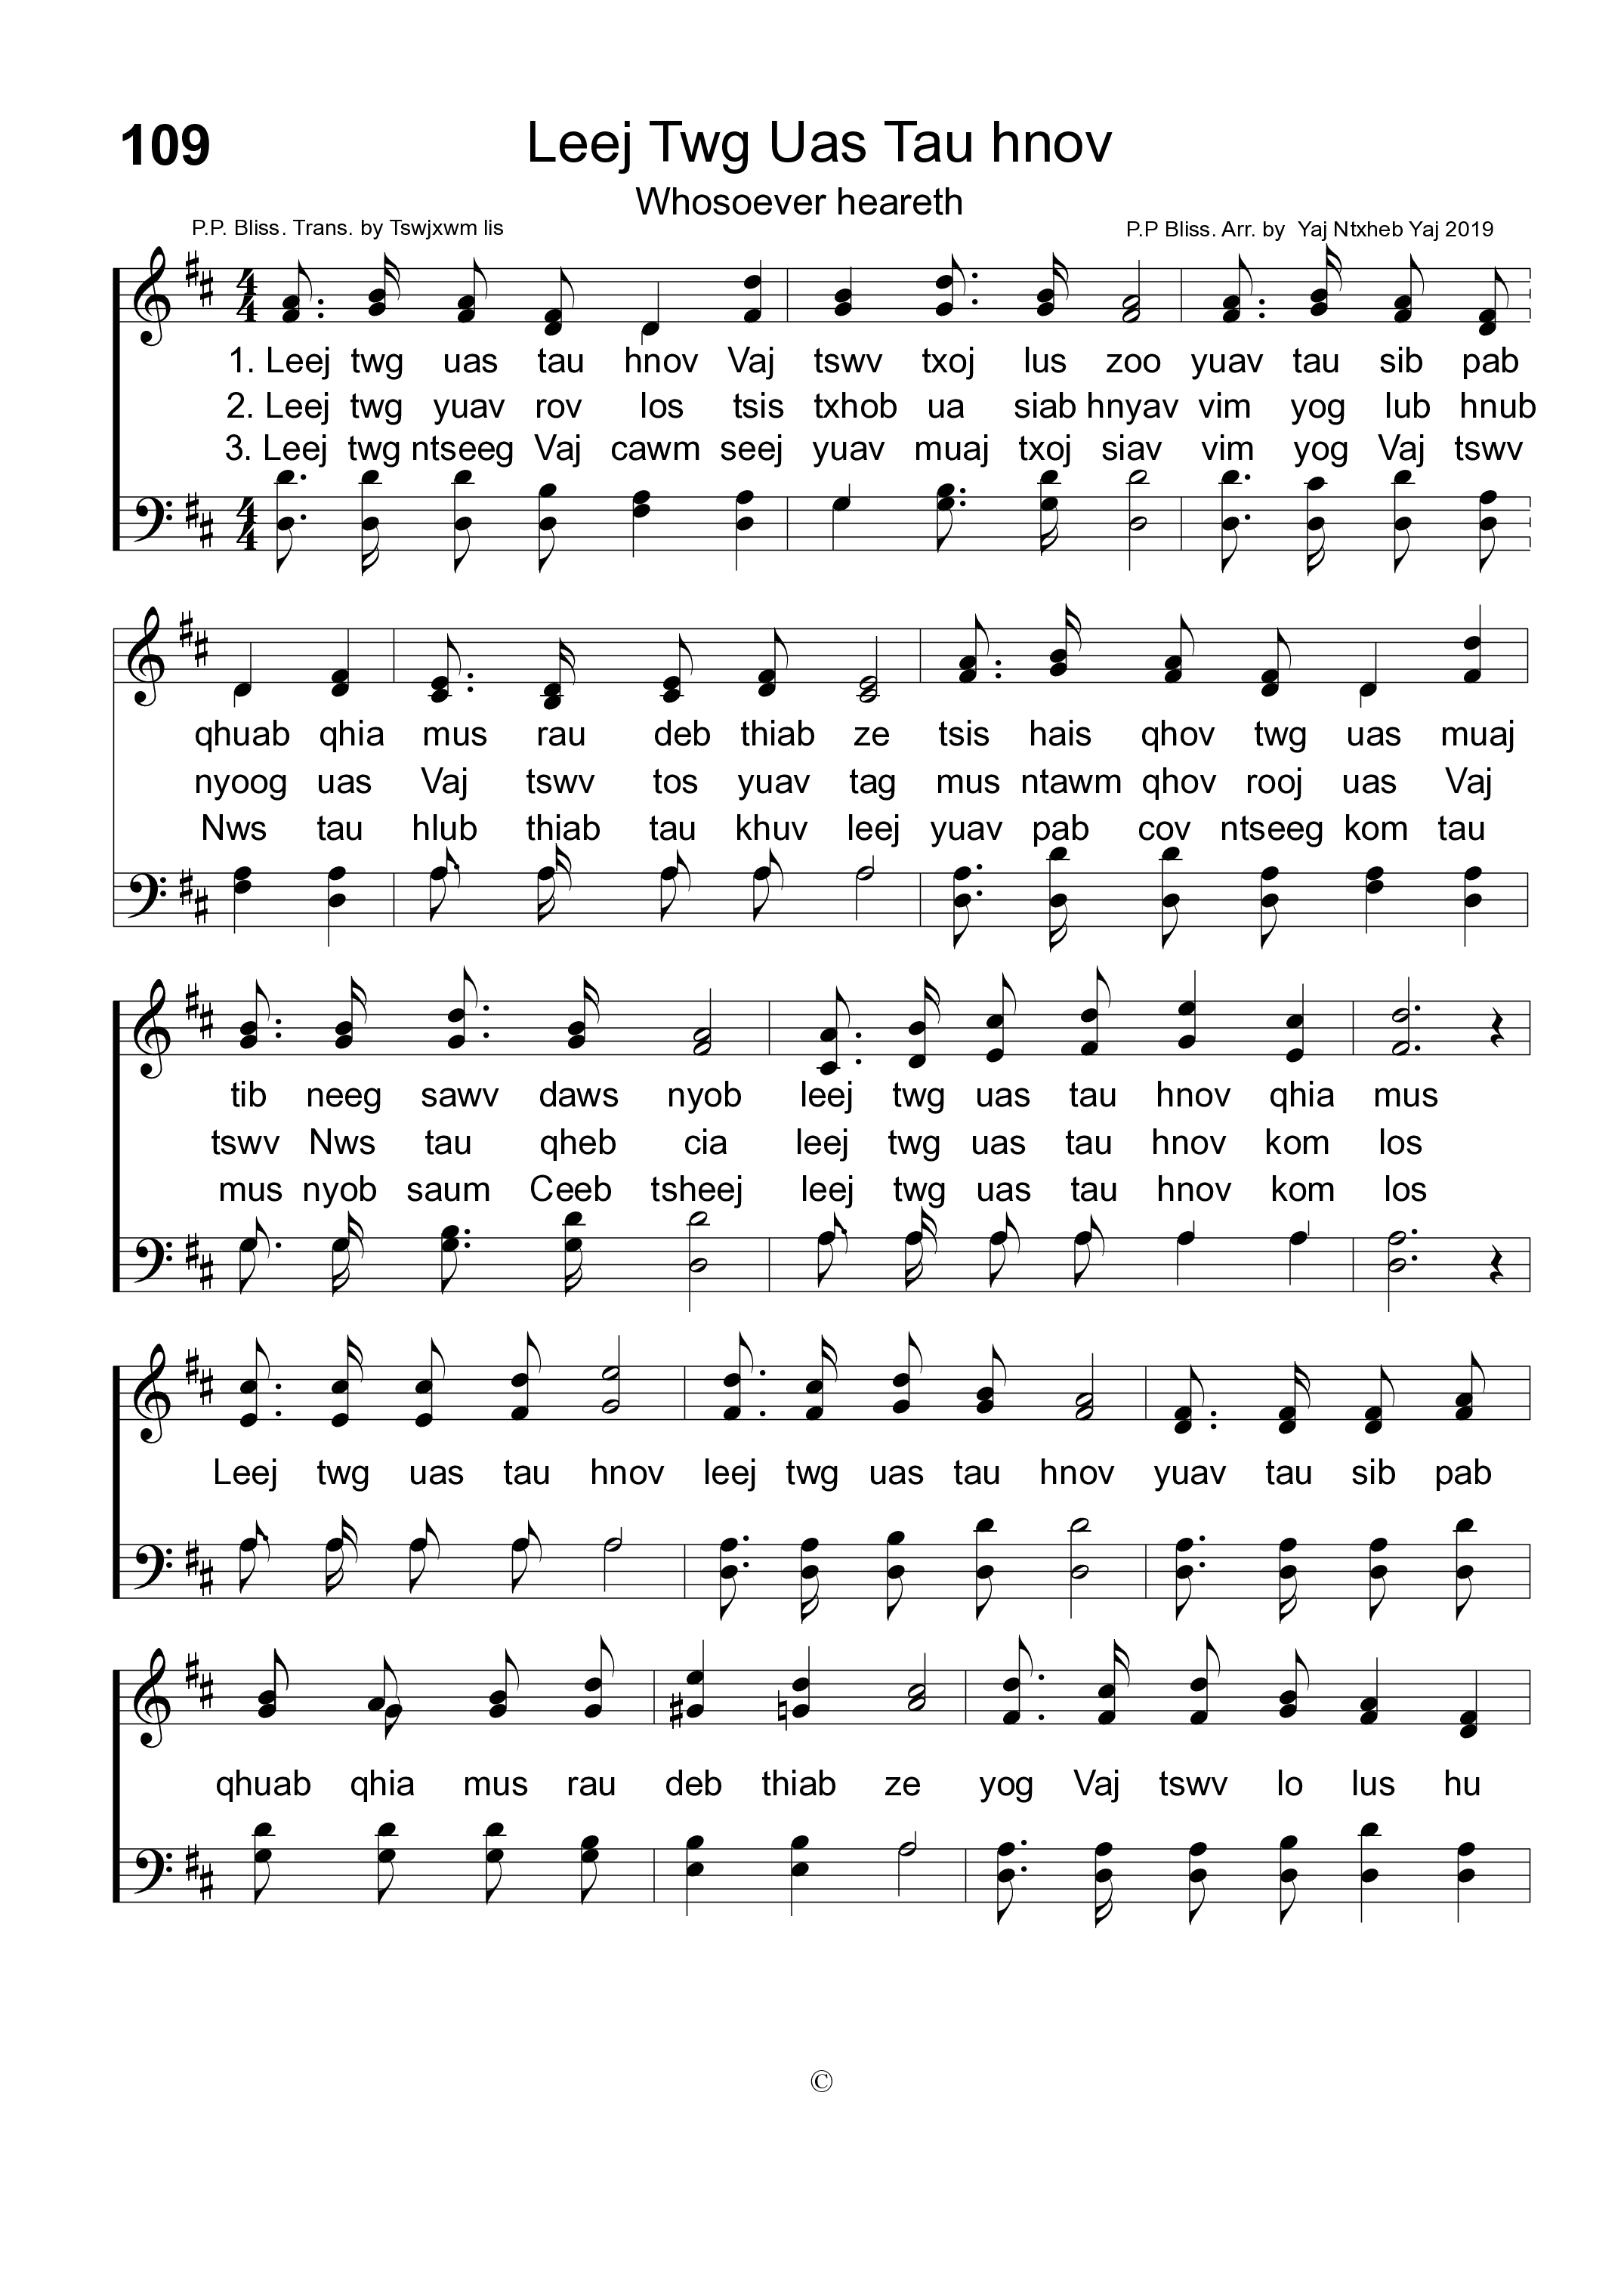 109
Leej Twg Uas Tau hnov
Whosoever heareth
P.P. Bliss. Trans. by Tswjxwm lis
P.P Bliss. Arr. by Yaj Ntxheb Yaj 2019
1. Leej twg uas tau hnov Vaj tswv txoj lus zoo yuav tau sib pab
2. Leej twg yuav rov los tsis txhob ua siab hnyav vim yog lub hnub
3. Leej twg ntseeg Vaj cawm seej yuav muaj txoj siav vim yog Vaj tswv
qhuab qhia mus rau deb thiab ze tsis hais qhov twg uas muaj
nyoog uas Vaj tswv tos yuav tag mus ntawm qhov rooj uas Vaj
Nws tau hlub thiab tau khuv leej yuav pab cov ntseeg kom tau
tib neeg sawv daws nyob leej twg uas tau hnov qhia mus
tswv Nws tau qheb cia leej twg uas tau hnov kom los
mus nyob saum Ceeb tsheej leej twg uas tau hnov kom los
Leej twg uas tau hnov leej twg uas tau hnov yuav tau sib pab
qhuab qhia mus rau deb thiab ze yog Vaj tswv lo lus hu
©